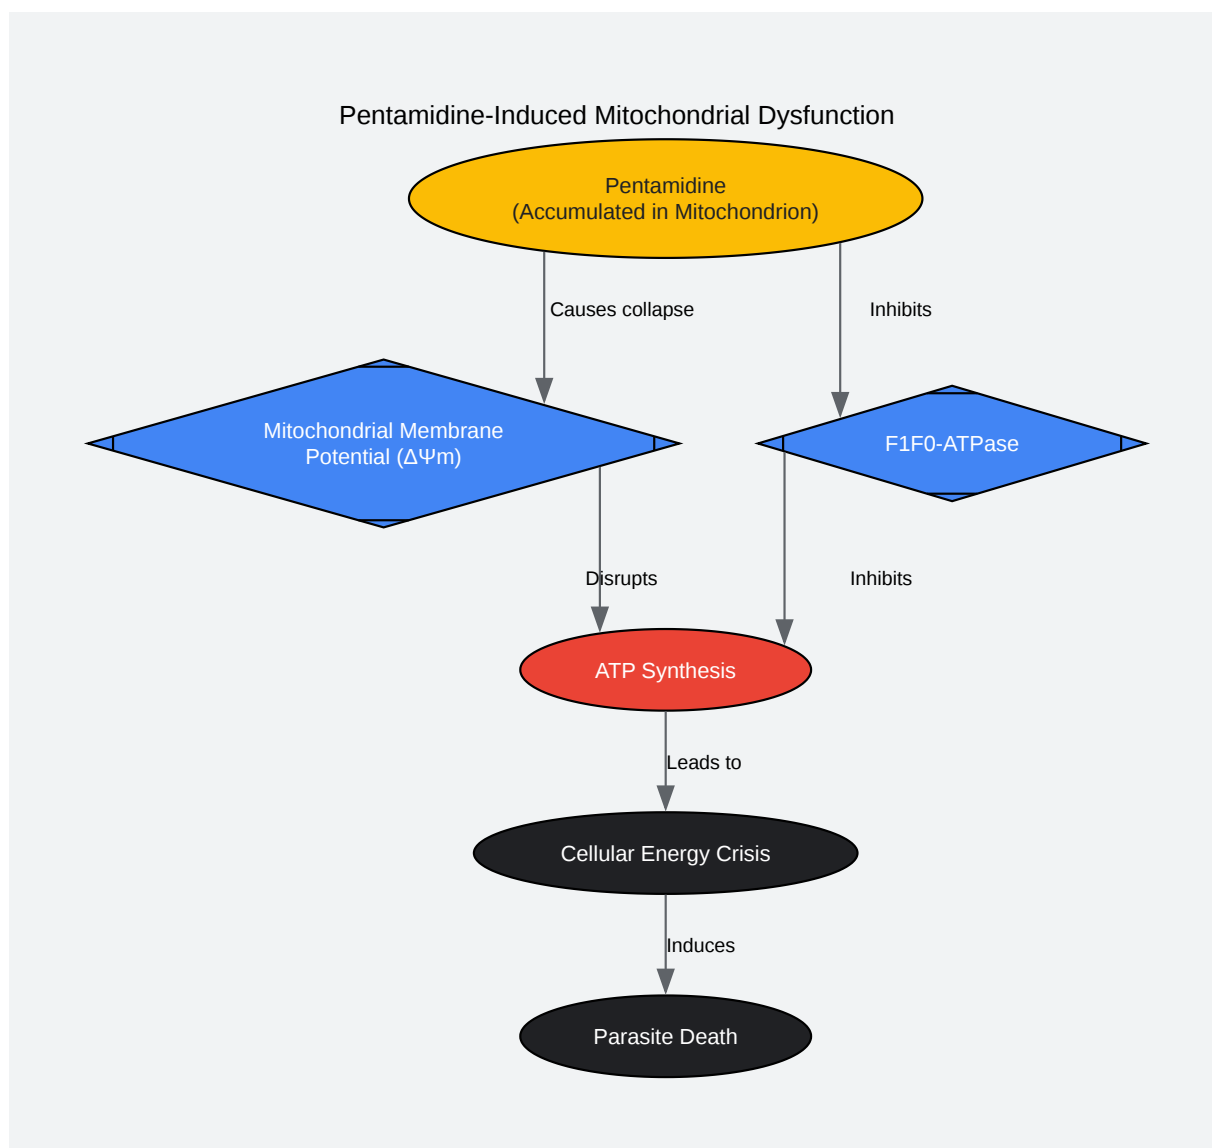 Pentamidine-Induced Mitochondrial Dysfunction
Pentamidine
(Accumulated in Mitochondrion)
Causes collapse
Inhibits
Mitochondrial Membrane
Potential (ΔΨm)
F1F0-ATPase
Disrupts
Inhibits
ATP Synthesis
Leads to
Cellular Energy Crisis
Induces
Parasite Death